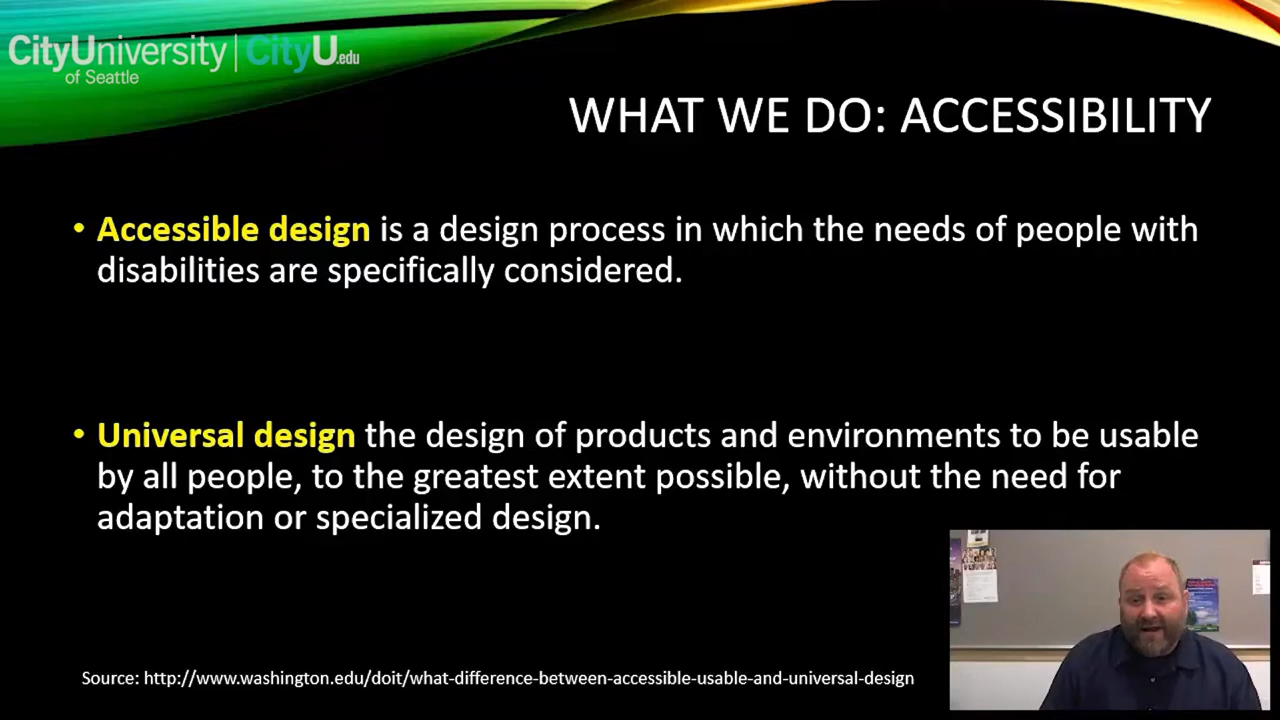 CityUniversity | CityU.edu
of Seattle
WHAT WE DO: ACCESSIBILITY
• Accessible design is a design process in which the needs of people with
disabilities are specifically considered.
• Universal design the design of products and environments to be usable
by all people, to the greatest extent possible, without the need for
adaptation or specialized design.
Source: http://www.washington.edu/doit/what-difference-between-accessible-usable-and-universal-design